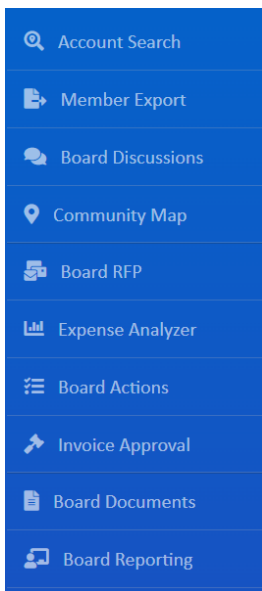 Account Search
Member Export
Board Discussions
Community Map
Board RFP
Expense Analyzer
Board Actions
Invoice Approval
Board Documents
Board Reporting